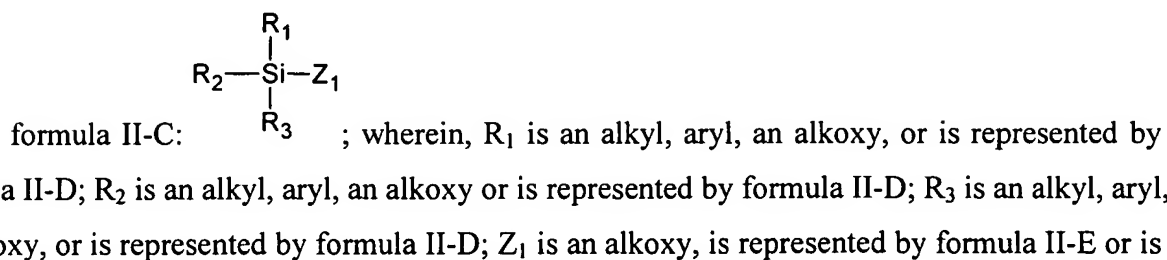 R1
R2—Si—Z1
R3
formula II-C: ; wherein, R1 is an alkyl, aryl, an alkoxy, or is represented by
a II-D; R2 is an alkyl, aryl, an alkoxy or is represented by formula II-D; R3 is an alkyl, aryl,
oxy, or is represented by formula II-D; Z1 is an alkoxy, is represented by formula II-E or is